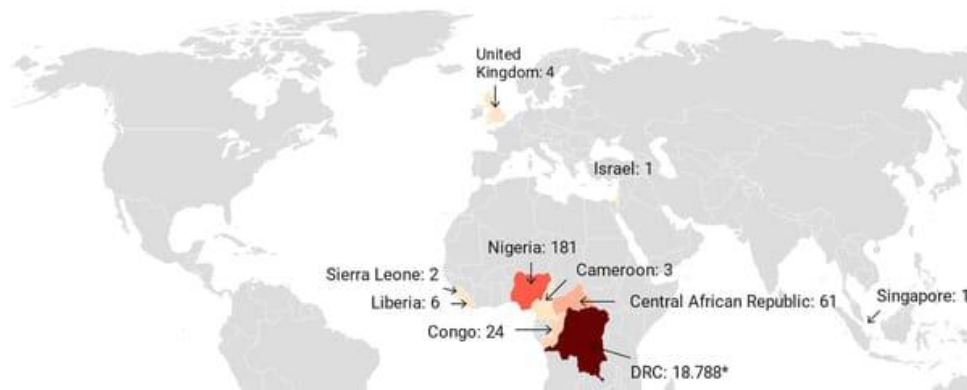 United
Kingdom: 4
Israel: 1
Nigeria: 181
Cameroon: 3
Sierra Leone: 2
Liberia: 6
Central African Republic: 61
Singapore: 1
Congo: 24
DRC: 18.788*